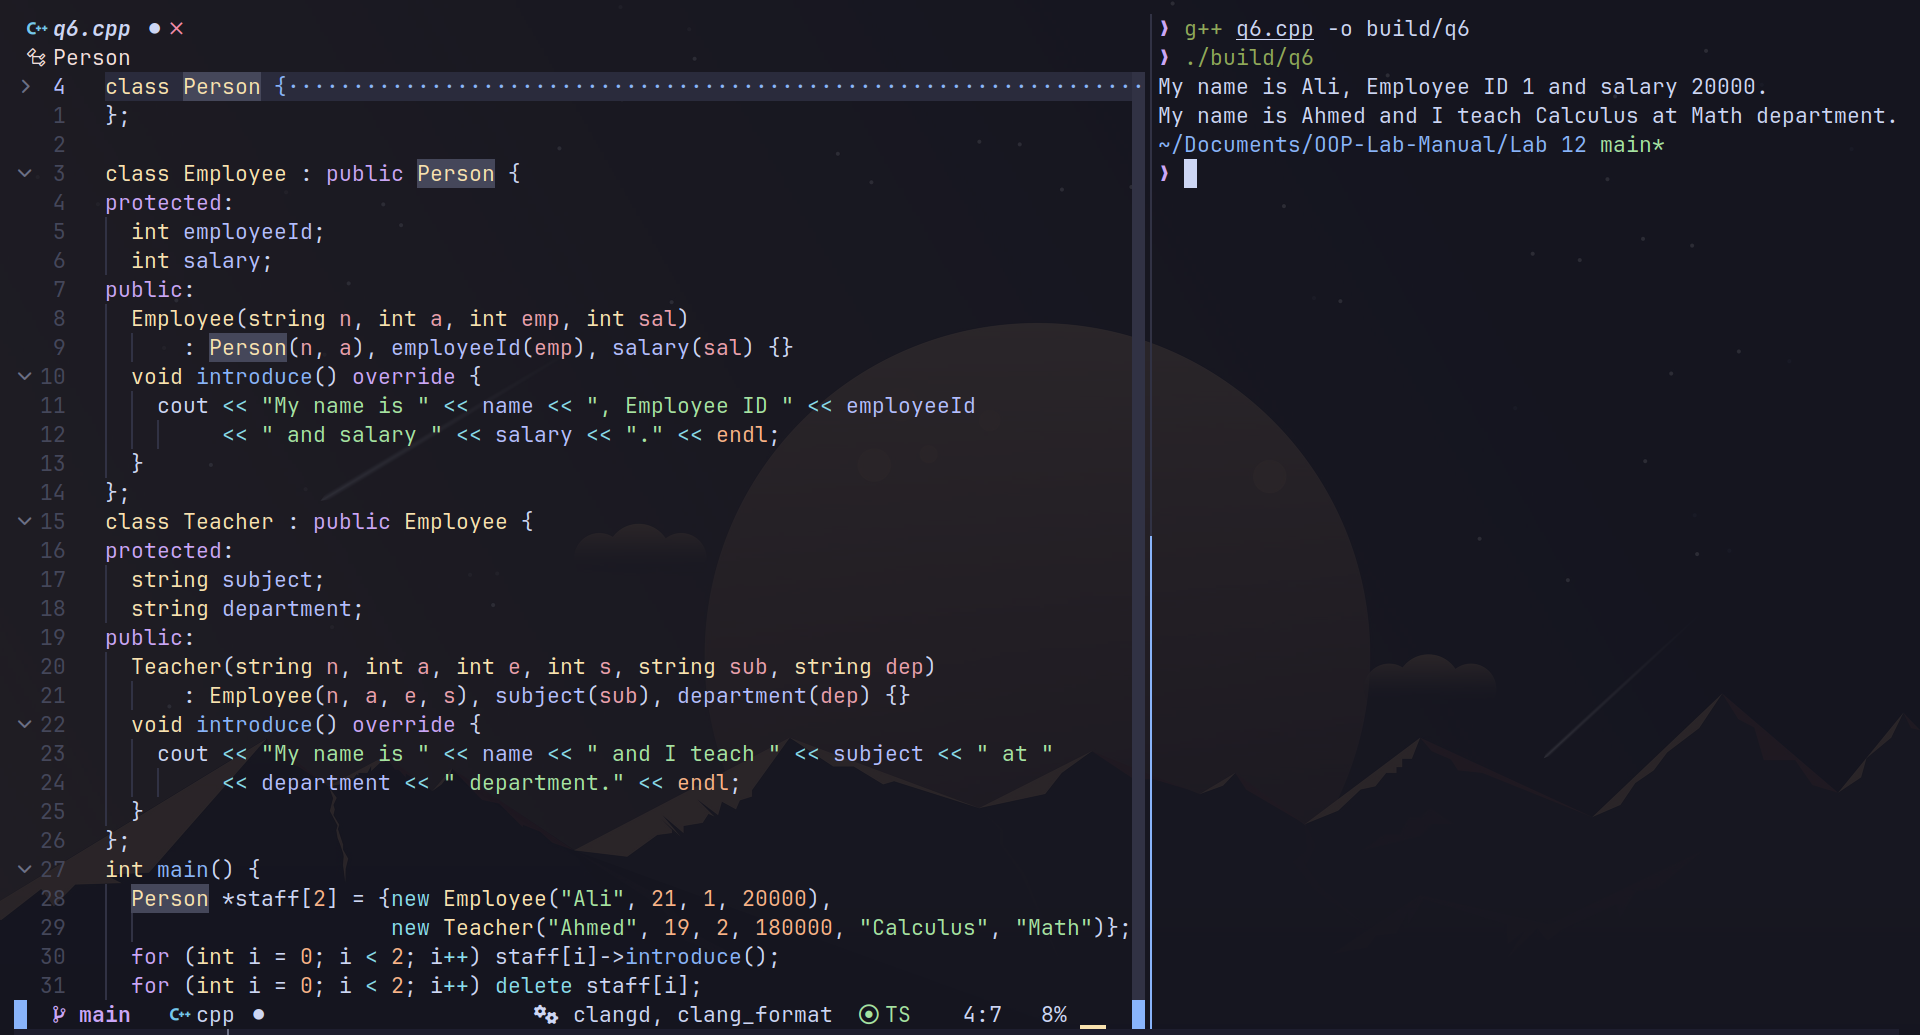 q6.cpp
Person
4 class Person {
1 };
2
3 class Employee : public Person {
4 protected:
5 int employeeId;
6 int salary;
7 public:
8 Employee(string n, int a, int emp, int sal)
9 : Person(n, a), employeeId(emp), salary(sal) {}
10 void introduce() override {
11 cout << "My name is " << name << ", Employee ID " << employeeId
12 << " and salary " << salary << "." << endl;
13 }
14 };
15 class Teacher : public Employee {
16 protected:
17 string subject;
18 string department;
19 public:
20 Teacher(string n, int a, int e, int s, string sub, string dep)
21 : Employee(n, a, e, s), subject(sub), department(dep) {}
22 void introduce() override {
23 cout << "My name is " << name << " and I teach " << subject << " at "
24 << department << " department." << endl;
25 }
26 };
27 int main() {
28 Person *staff[2] = {new Employee("Ali", 21, 1, 20000),
29 new Teacher("Ahmed", 19, 2, 180000, "Calculus", "Math")};
30 for (int i = 0; i < 2; i++) staff[i]->introduce();
31 for (int i = 0; i < 2; i++) delete staff[i];
main C++ cpp clangd, clang_format TS 4:7 8%
❱ g++ q6.cpp -o build/q6
❱ ./build/q6
My name is Ali, Employee ID 1 and salary 20000.
My name is Ahmed and I teach Calculus at Math department.
~/Documents/OOP-Lab-Manual/Lab 12 main*
❱